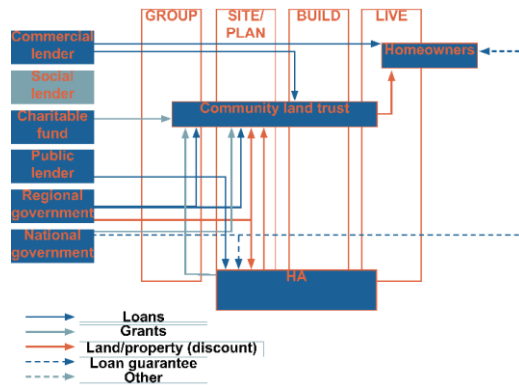 GROUP
SITE/
PLAN
BUILD
LIVE
Commercial
lender
Homeowners
Social
lender
Charitable
fund
Community land trust
Public
lender
Regional
government
National
government
HA
Loans
Grants
Land/property (discount)
Loan guarantee
Other